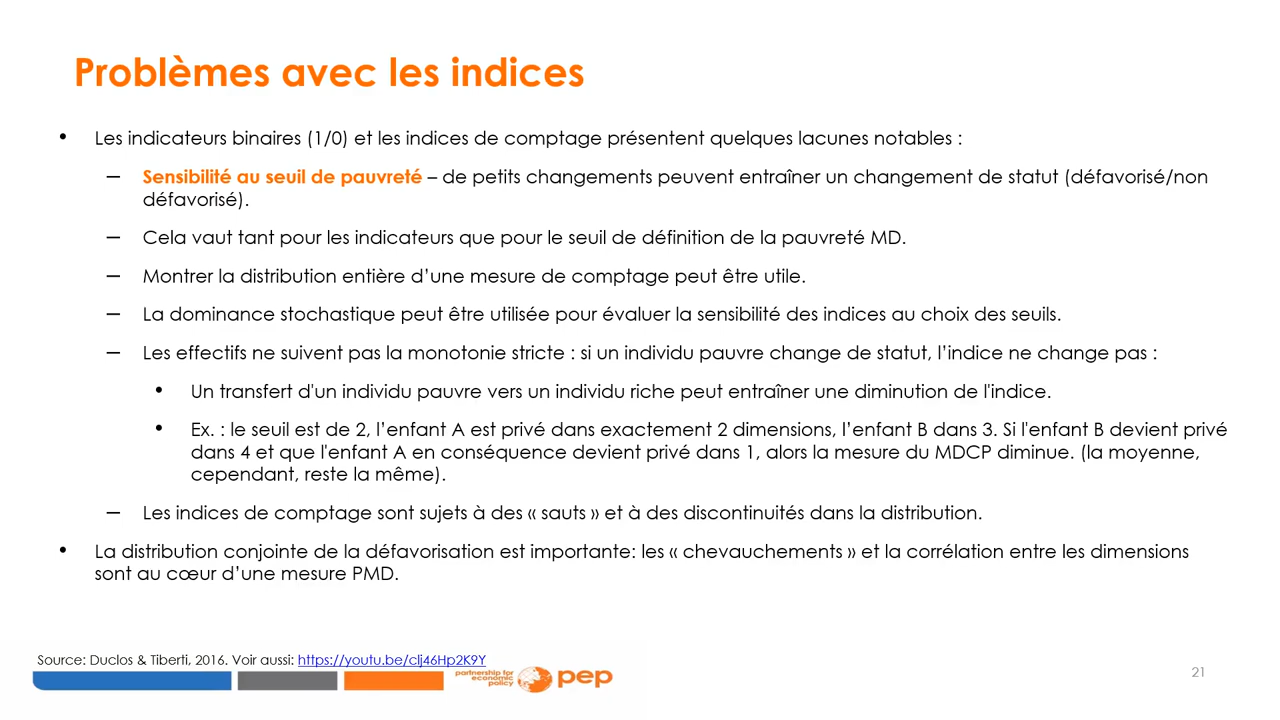 Problèmes avec les indices
• Les indicateurs binaires (1/0) et les indices de comptage présentent quelques lacunes notables :
– Sensibilité au seuil de pauvreté – de petits changements peuvent entraîner un changement de statut (défavorisé/non
défavorisé).
– Cela vaut tant pour les indicateurs que pour le seuil de définition de la pauvreté MD.
– Montrer la distribution entière d’une mesure de comptage peut être utile.
– La dominance stochastique peut être utilisée pour évaluer la sensibilité des indices au choix des seuils.
– Les effectifs ne suivent pas la monotonie stricte : si un individu pauvre change de statut, l’indice ne change pas :
• Un transfert d'un individu pauvre vers un individu riche peut entraîner une diminution de l'indice.
• Ex. : le seuil est de 2, l’enfant A est privé dans exactement 2 dimensions, l’enfant B dans 3. Si l'enfant B devient privé
dans 4 et que l'enfant A en conséquence devient privé dans 1, alors la mesure du MDCP diminue. (la moyenne,
cependant, reste la même).
– Les indices de comptage sont sujets à des « sauts » et à des discontinuités dans la distribution.
• La distribution conjointe de la défavorisation est importante: les « chevauchements » et la corrélation entre les dimensions
sont au cœur d’une mesure PMD.
Source: Duclos & Tiberti, 2016. Voir aussi: https://youtu.be/clj46Hp2K9Y
partnership for
economic
policy
pep
21